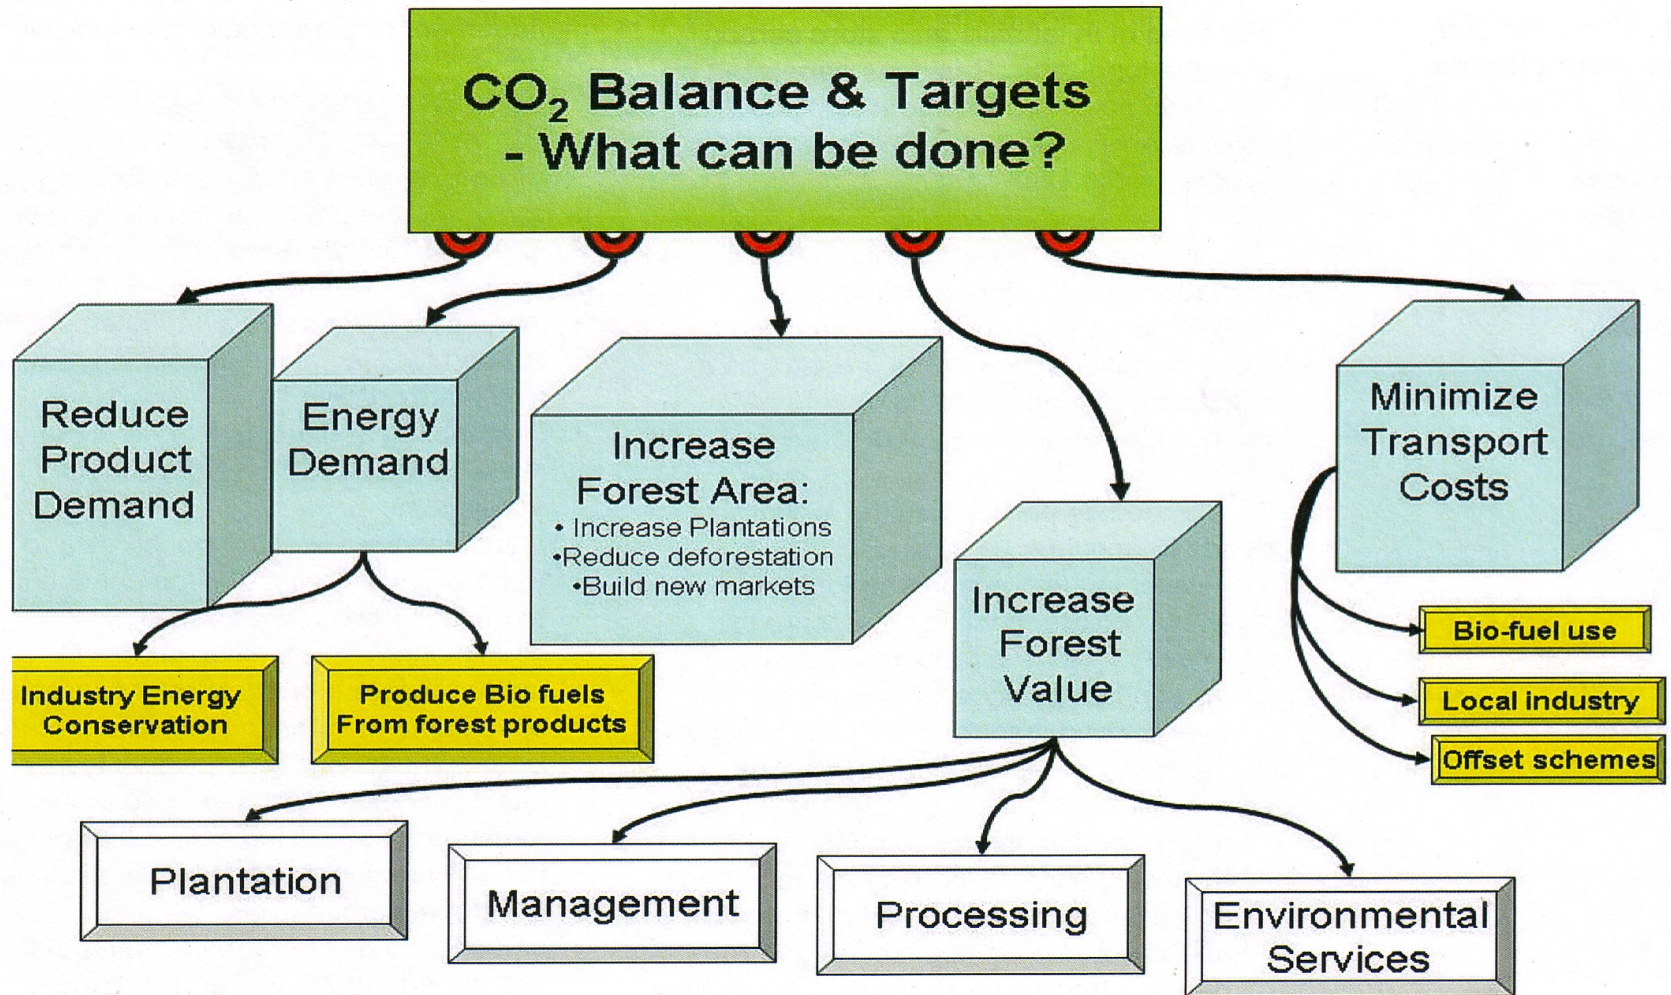 CO₂ Balance & Targets
- What can be done?
Reduce
Product
Demand
Energy
Demand
Increase
Forest Area:
• Increase Plantations
•Reduce deforestation
•Build new markets
Increase
Forest
Value
Minimize
Transport
Costs
Industry Energy
Conservation
Produce Bio fuels
From forest products
Bio-fuel use
Local industry
Offset schemes
Plantation
Management
Processing
Environmental
Services